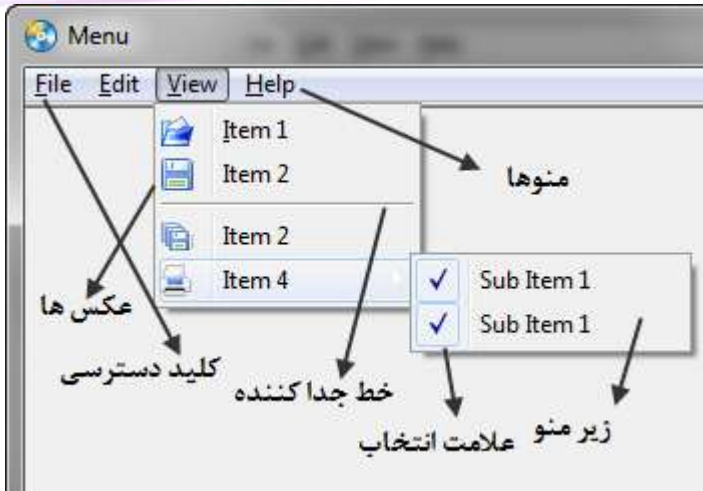 Menu
File Edit View Help
Item 1
Item 2
منوها
Item 2
Item 4
Sub Item 1
Sub Item 1
عکس ها
کلید دسترسی
خط جدا کننده
علامت انتخاب
زیر منو